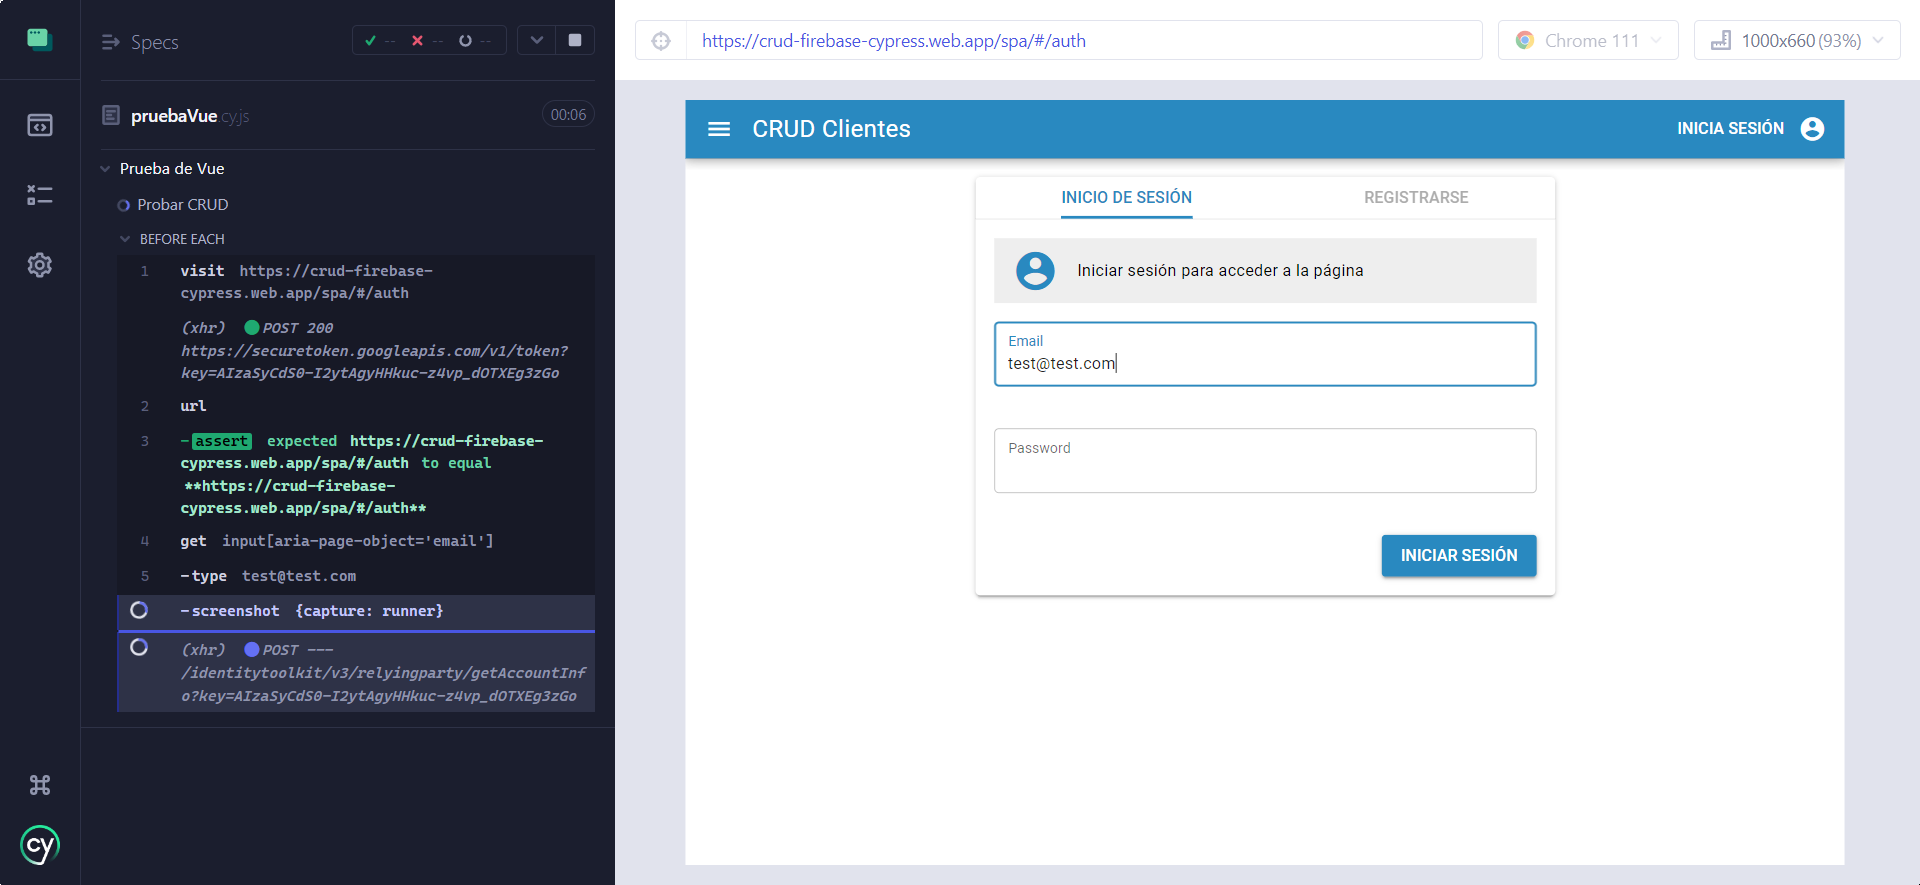 Specs
-- -- --
pruebaVue.cy.js
00:06
Prueba de Vue
Probar CRUD
BEFORE EACH
1 visit https://crud-firebase-
cypress.web.app/spa/#/auth
(xhr) POST 200
https://securetoken.googleapis.com/v1/token?
key=AIzaSyCdS0-I2ytAgyHHkuc-z4vp_dOTXEg3zGo
2 url
3 -assert expected https://crud-firebase-
cypress.web.app/spa/#/auth to equal
**https://crud-firebase-
cypress.web.app/spa/#/auth**
4 get input[aria-page-object='email']
5 -type test@test.com
-screenshot {capture: runner}
(xhr) POST ---
/identitytoolkit/v3/relyingparty/getAccountInf
o?key=AIzaSyCdS0-I2ytAgyHHkuc-z4vp_dOTXEg3zGo
cy
https://crud-firebase-cypress.web.app/spa/#/auth
Chrome 111
1000x660 (93%)
CRUD Clientes
INICIA SESIÓN
INICIO DE SESIÓN
REGISTRARSE
Iniciar sesión para acceder a la página
Email
test@test.com
Password
INICIAR SESIÓN